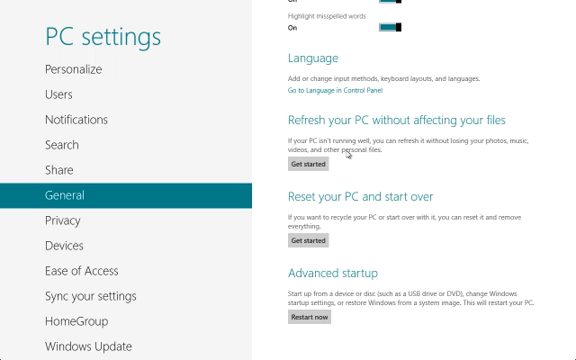 PC settings
Personalize
Users
Notifications
Search
Share
General
Privacy
Devices
Ease of Access
Sync your settings
HomeGroup
Windows Update
Highlight misspelled words
On
Language
Add or change input methods, keyboard layouts, and languages.
Go to Language in Control Panel
Refresh your PC without affecting your files
If your PC isn't running well, you can refresh it without losing your photos, music,
videos, and other personal files.
Get started
Reset your PC and start over
If you want to recycle your PC or start over with it, you can reset it and remove
everything.
Get started
Advanced startup
Start up from a device or disc (such as a USB drive or DVD), change Windows
startup settings, or restore Windows from a system image. This will restart your PC.
Restart now